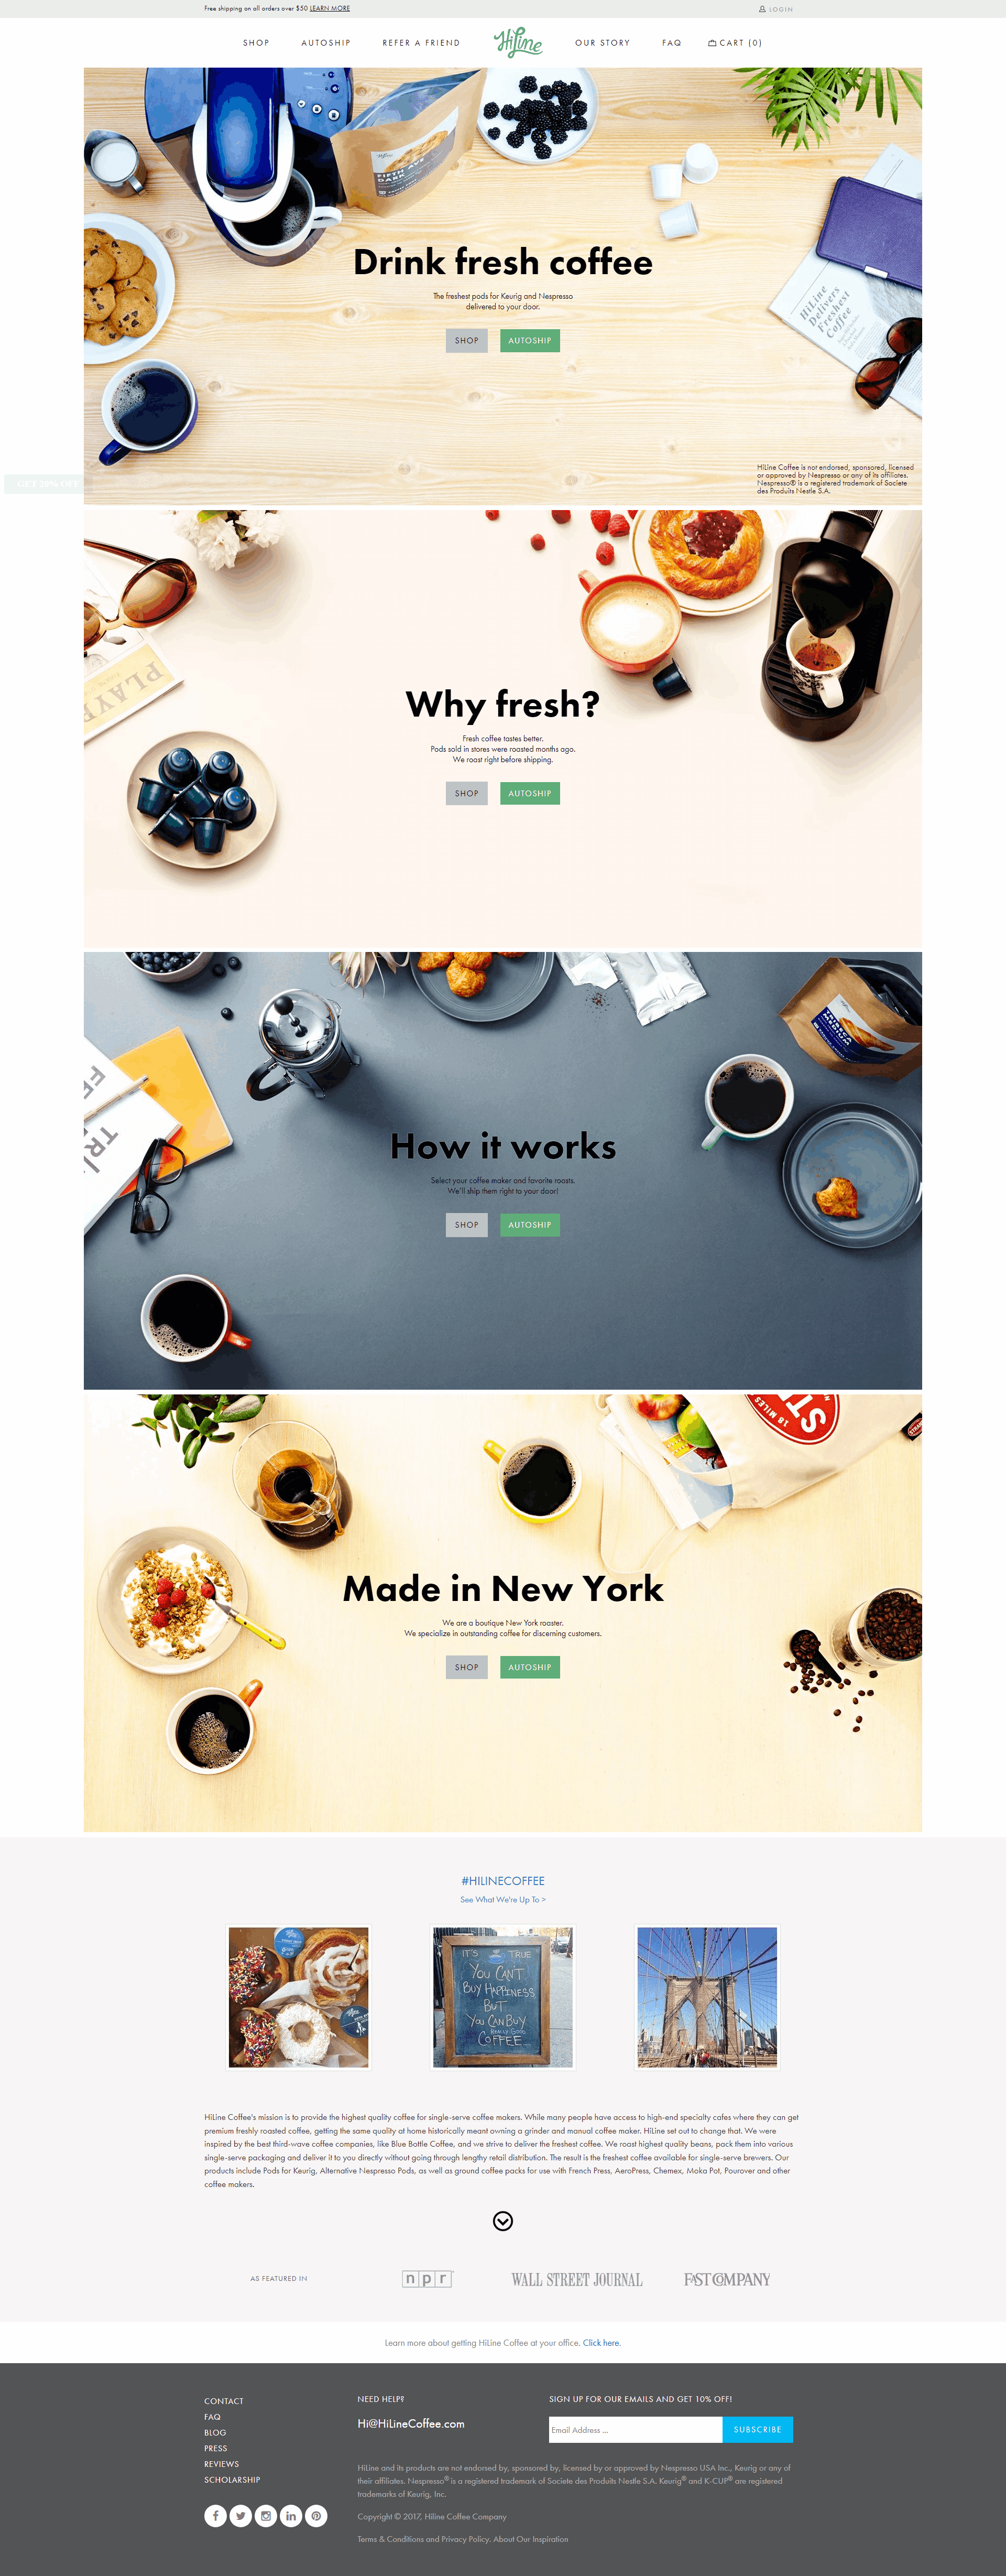 Free shipping on all orders over $50 LEARN MORE
LOGIN
SHOP
AUTOSHIP
REFER A FRIEND
HiLine
OUR STORY
FAQ
CART (0)
HiLine
FIFTH AVE
DARK
Drink fresh coffee
The freshest pods for Keurig and Nespresso
delivered to your door.
SHOP
AUTOSHIP
HiLine
Delivers
Freshest
Coffee
GET 20% OFF
HiLine Coffee is not endorsed, sponsored, licensed
or approved by Nespresso or any of its affiliates.
Nespresso® is a registered trademark of Societe
des Produits Nestle S.A.
Why fresh?
Fresh coffee tastes better.
Pods sold in stores were roasted months ago.
We roast right before shipping.
SHOP
AUTOSHIP
How it works
Select your coffee maker and favorite roasts.
We'll ship them right to your door!
SHOP
AUTOSHIP
18 MILES
Made in New York
We are a boutique New York roaster.
We specialize in outstanding coffee for discerning customers.
SHOP
AUTOSHIP
#HILINECOFFEE
See What We're Up To >
IT'S TRUE
YOU CAN'T
BUY HAPPINESS
BUT
YOU CAN BUY
REALLY GOOD
COFFEE
HiLine Coffee's mission is to provide the highest quality coffee for single-serve coffee makers. While many people have access to high-end specialty cafes where they can get
premium freshly roasted coffee, getting the same quality at home historically meant owning a grinder and manual coffee maker. HiLine set out to change that. We were
inspired by the best third-wave coffee companies, like Blue Bottle Coffee, and we strive to deliver the freshest coffee. We roast highest quality beans, pack them into various
single-serve packaging and deliver it to you directly without going through lengthy retail distribution. The result is the freshest coffee available for single-serve brewers. Our
products include Pods for Keurig, Alternative Nespresso Pods, as well as ground coffee packs for use with French Press, AeroPress, Chemex, Moka Pot, Pourover and other
coffee makers.
AS FEATURED IN
npr
WALL STREET JOURNAL
FAST COMPANY
Learn more about getting HiLine Coffee at your office. Click here.
CONTACT
FAQ
BLOG
PRESS
REVIEWS
SCHOLARSHIP
NEED HELP?
Hi@HiLineCoffee.com
SIGN UP FOR OUR EMAILS AND GET 10% OFF!
Email Address ...
SUBSCRIBE
HiLine and its products are not endorsed by, sponsored by, licensed by or approved by Nespresso USA Inc., Keurig or any of
their affiliates. Nespresso® is a registered trademark of Societe des Produits Nestle S.A. Keurig® and K-CUP® are registered
trademarks of Keurig, Inc.
Copyright © 2017, Hiline Coffee Company
Terms & Conditions and Privacy Policy. About Our Inspiration